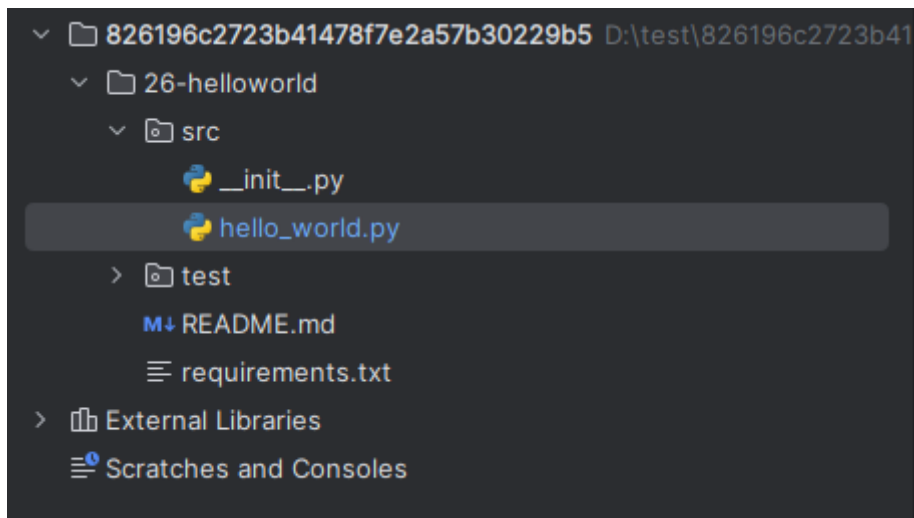 826196c2723b41478f7e2a57b30229b5 D:\test\826196c2723b41
26-helloworld
src
__init__.py
hello_world.py
test
M↓ README.md
requirements.txt
External Libraries
Scratches and Consoles